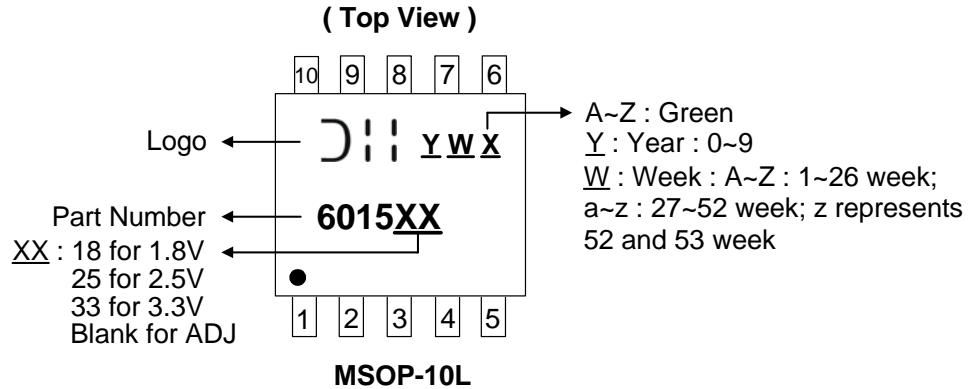 ( Top View )
10 9 8 7 6
Logo
Y W X
A~Z : Green
Y : Year : 0~9
W : Week : A~Z : 1~26 week;
a~z : 27~52 week; z represents
52 and 53 week
Part Number
6015XX
XX : 18 for 1.8V
25 for 2.5V
33 for 3.3V
Blank for ADJ
1 2 3 4 5
MSOP-10L